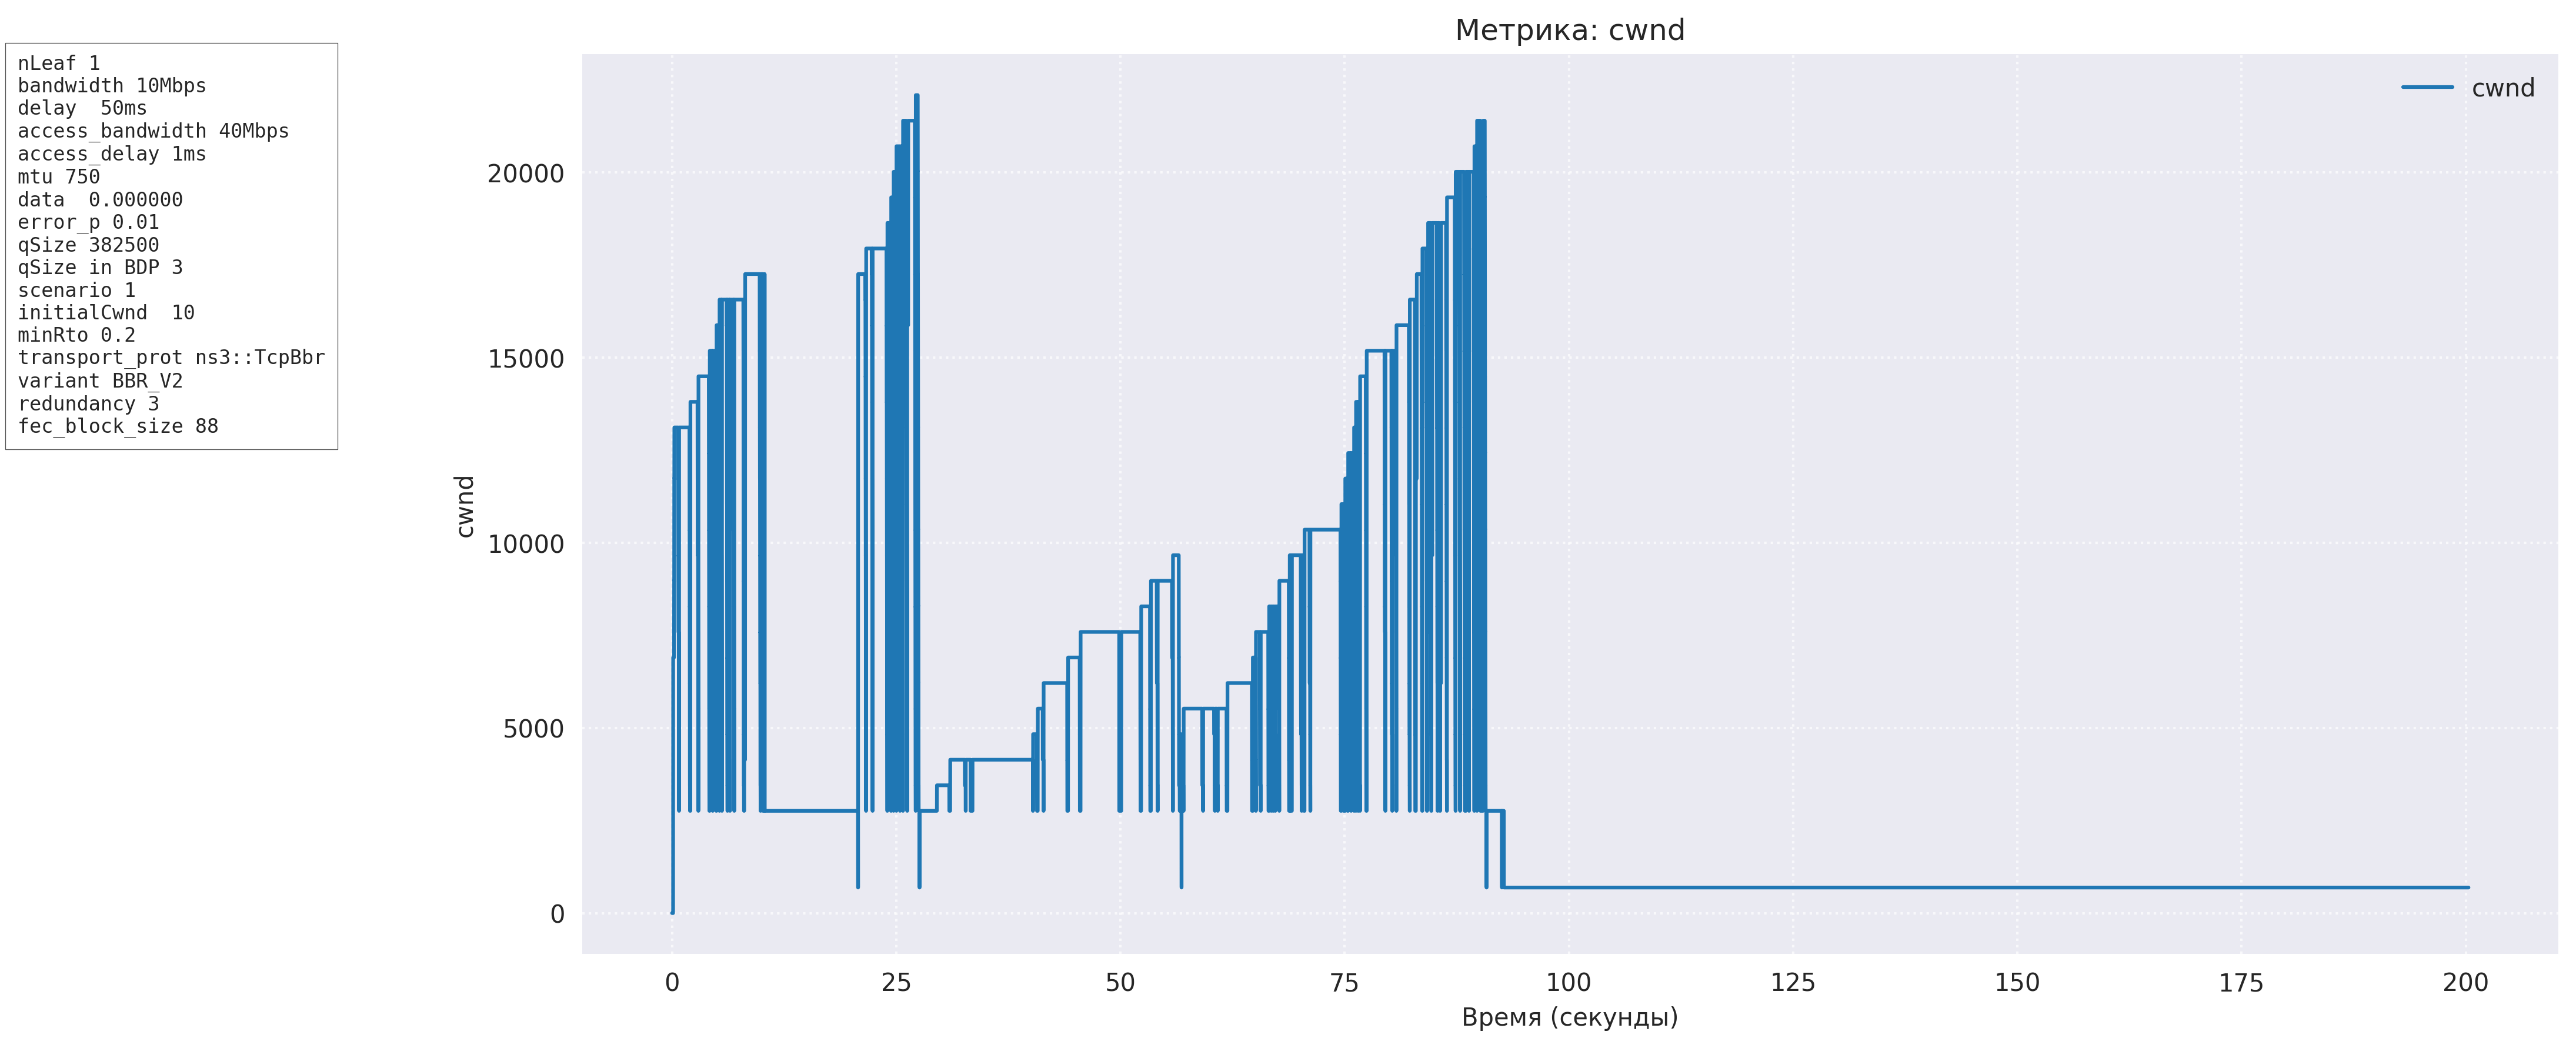 Метрика: cwnd
nLeaf 1
bandwidth 10Mbps
delay  50ms
access_bandwidth 40Mbps
access_delay 1ms
mtu 750
data  0.000000
error_p 0.01
qSize 382500
qSize in BDP 3
scenario 1
initialCwnd  10
minRto 0.2
transport_prot ns3::TcpBbr
variant BBR_V2
redundancy 3
fec_block_size 88
cwnd
cwnd
20000
15000
10000
5000
0
0 25 50 75 100 125 150 175 200
Время (секунды)